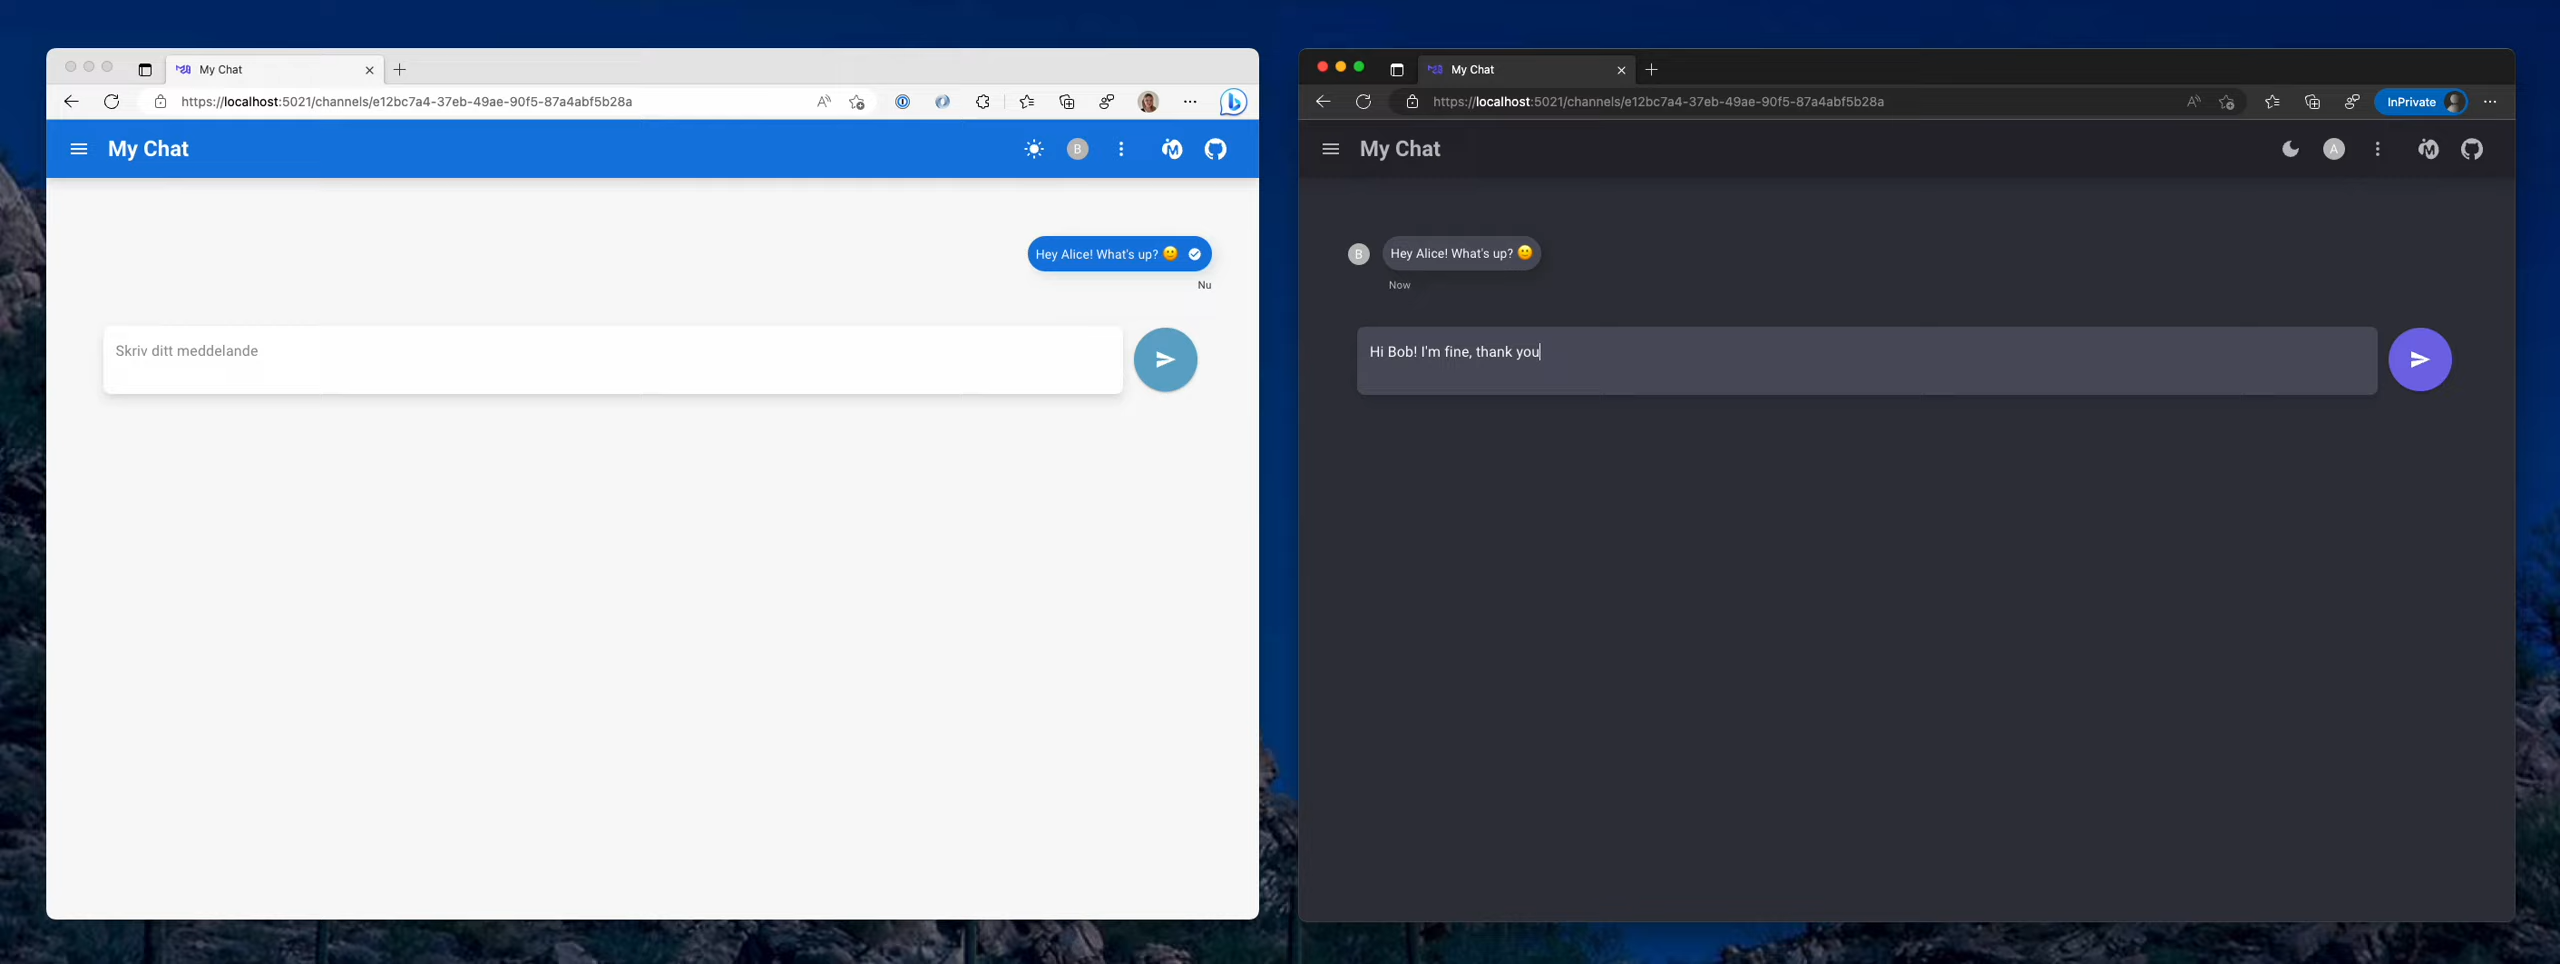 My Chat
https://localhost:5021/channels/e12bc7a4-37eb-49ae-90f5-87a4abf5b28a
My Chat
B
Hey Alice! What's up? 🙂
Nu
Skriv ditt meddelande
My Chat
https://localhost:5021/channels/e12bc7a4-37eb-49ae-90f5-87a4abf5b28a
InPrivate
My Chat
A
B
Hey Alice! What's up? 🙂
Now
Hi Bob! I'm fine, thank you